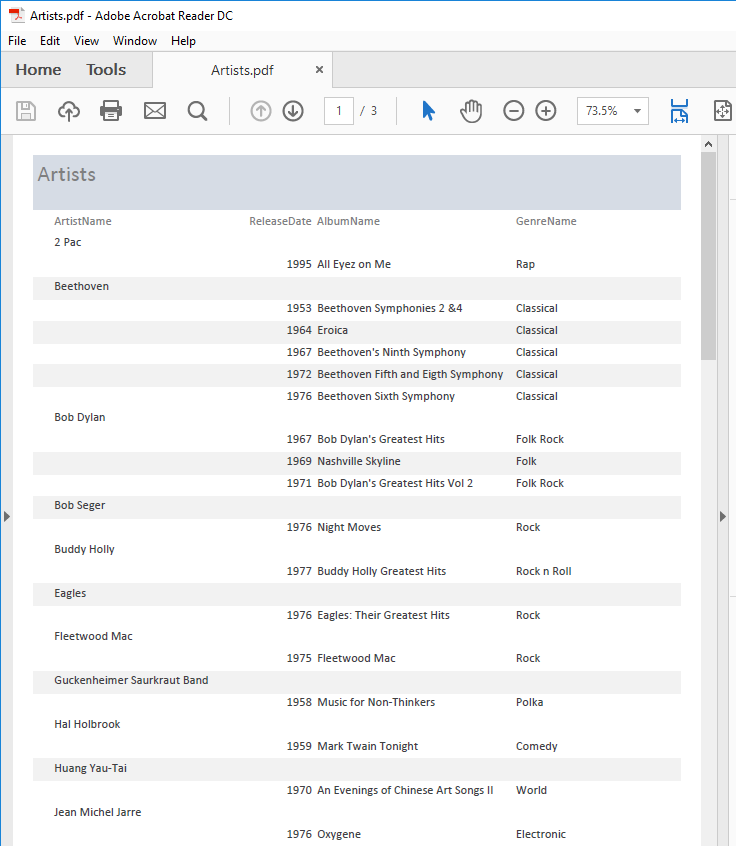 Artists.pdf - Adobe Acrobat Reader DC
File Edit View Window Help
Home Tools Artists.pdf ×
1 / 3 73.5%
Artists
ArtistName ReleaseDate AlbumName GenreName
2 Pac
1995 All Eyez on Me Rap
Beethoven
1953 Beethoven Symphonies 2 &4 Classical
1964 Eroica Classical
1967 Beethoven's Ninth Symphony Classical
1972 Beethoven Fifth and Eigth Symphony Classical
1976 Beethoven Sixth Symphony Classical
Bob Dylan
1967 Bob Dylan's Greatest Hits Folk Rock
1969 Nashville Skyline Folk
1971 Bob Dylan's Greatest Hits Vol 2 Folk Rock
Bob Seger
1976 Night Moves Rock
Buddy Holly
1977 Buddy Holly Greatest Hits Rock n Roll
Eagles
1976 Eagles: Their Greatest Hits Rock
Fleetwood Mac
1975 Fleetwood Mac Rock
Guckenheimer Saurkraut Band
1958 Music for Non-Thinkers Polka
Hal Holbrook
1959 Mark Twain Tonight Comedy
Huang Yau-Tai
1970 An Evenings of Chinese Art Songs II World
Jean Michel Jarre
1976 Oxygene Electronic